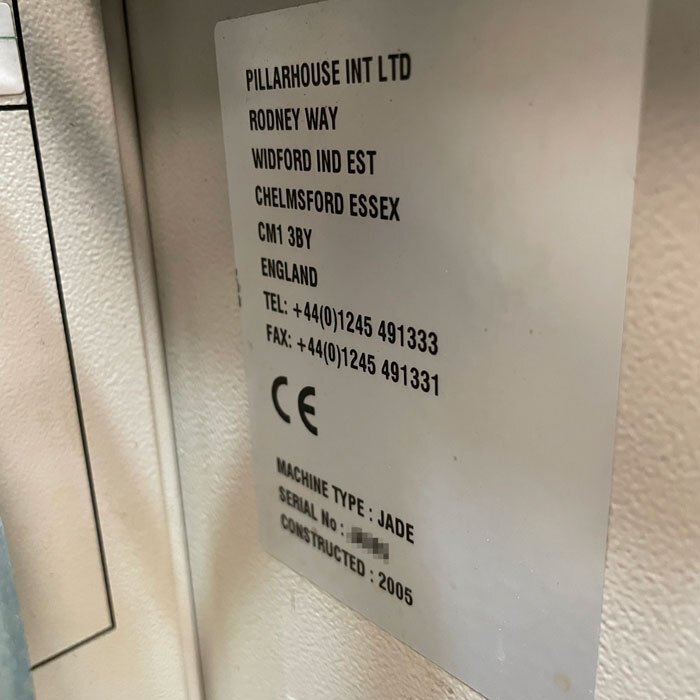 PILLARHOUSE INT LTD
RODNEY WAY
WIDFORD IND EST
CHELMSFORD ESSEX
CM1 3BY
ENGLAND
TEL: +44(0)1245 491333
FAX: +44(0)1245 491331
CE
MACHINE TYPE : JADE
SERIAL No :
CONSTRUCTED : 2005